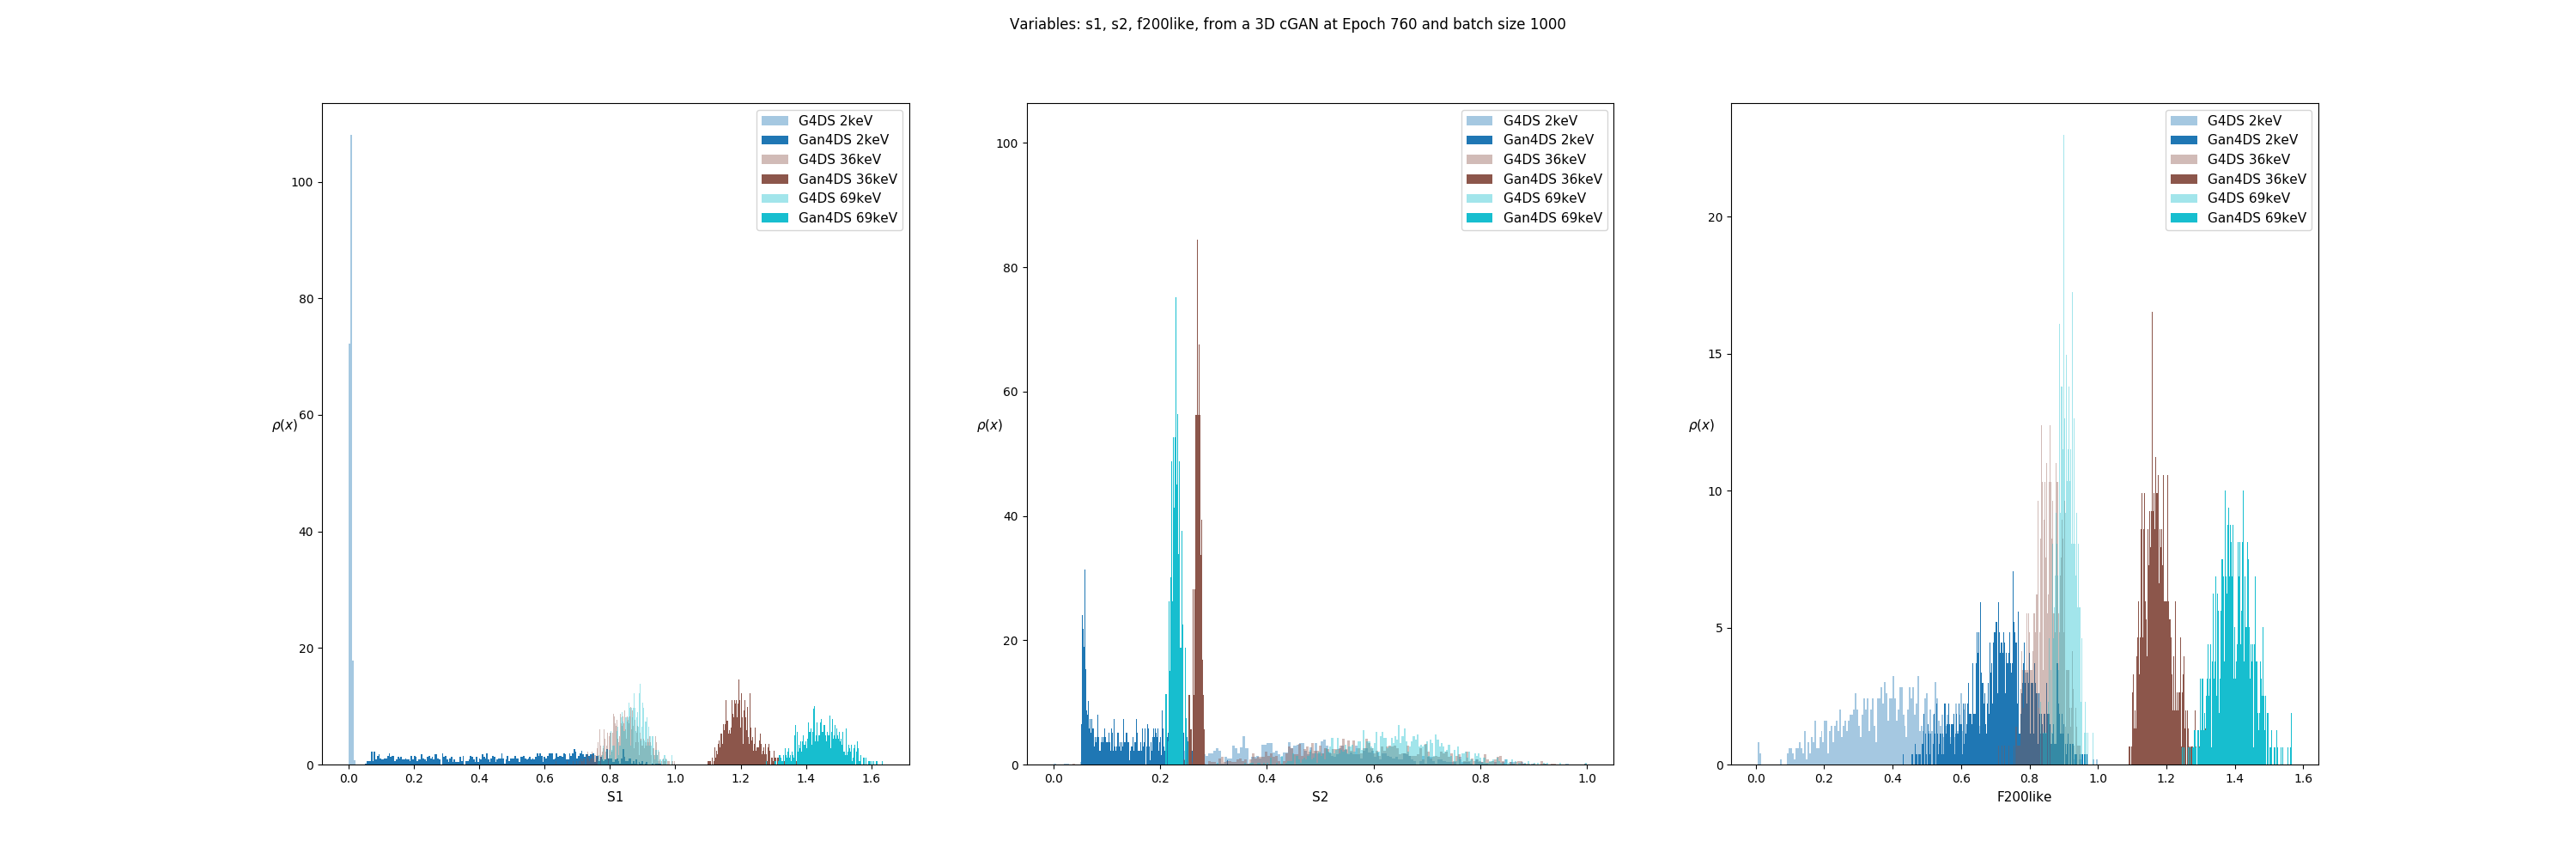 Variables: s1, s2, f200like, from a 3D cGAN at Epoch 760 and batch size 1000
G4DS 2keV
Gan4DS 2keV
G4DS 36keV
Gan4DS 36keV
G4DS 69keV
Gan4DS 69keV
100
80
60
40
20
0
ρ(x)
0.0 0.2 0.4 0.6 0.8 1.0 1.2 1.4 1.6
S1
G4DS 2keV
Gan4DS 2keV
G4DS 36keV
Gan4DS 36keV
G4DS 69keV
Gan4DS 69keV
100
80
60
40
20
0
ρ(x)
0.0 0.2 0.4 0.6 0.8 1.0
S2
G4DS 2keV
Gan4DS 2keV
G4DS 36keV
Gan4DS 36keV
G4DS 69keV
Gan4DS 69keV
20
15
10
5
0
ρ(x)
0.0 0.2 0.4 0.6 0.8 1.0 1.2 1.4 1.6
F200like